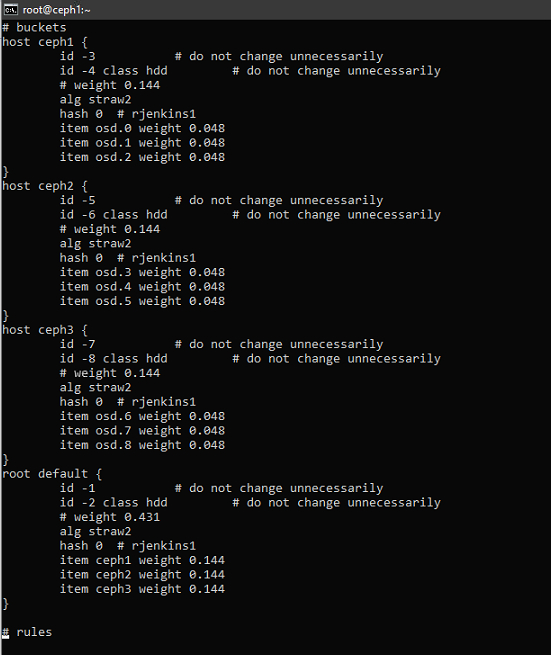 root@ceph1:~
# buckets
host ceph1 {
        id -3           # do not change unnecessarily
        id -4 class hdd         # do not change unnecessarily
        # weight 0.144
        alg straw2
        hash 0  # rjenkins1
        item osd.0 weight 0.048
        item osd.1 weight 0.048
        item osd.2 weight 0.048
}
host ceph2 {
        id -5           # do not change unnecessarily
        id -6 class hdd         # do not change unnecessarily
        # weight 0.144
        alg straw2
        hash 0  # rjenkins1
        item osd.3 weight 0.048
        item osd.4 weight 0.048
        item osd.5 weight 0.048
}
host ceph3 {
        id -7           # do not change unnecessarily
        id -8 class hdd         # do not change unnecessarily
        # weight 0.144
        alg straw2
        hash 0  # rjenkins1
        item osd.6 weight 0.048
        item osd.7 weight 0.048
        item osd.8 weight 0.048
}
root default {
        id -1           # do not change unnecessarily
        id -2 class hdd         # do not change unnecessarily
        # weight 0.431
        alg straw2
        hash 0  # rjenkins1
        item ceph1 weight 0.144
        item ceph2 weight 0.144
        item ceph3 weight 0.144
}

# rules